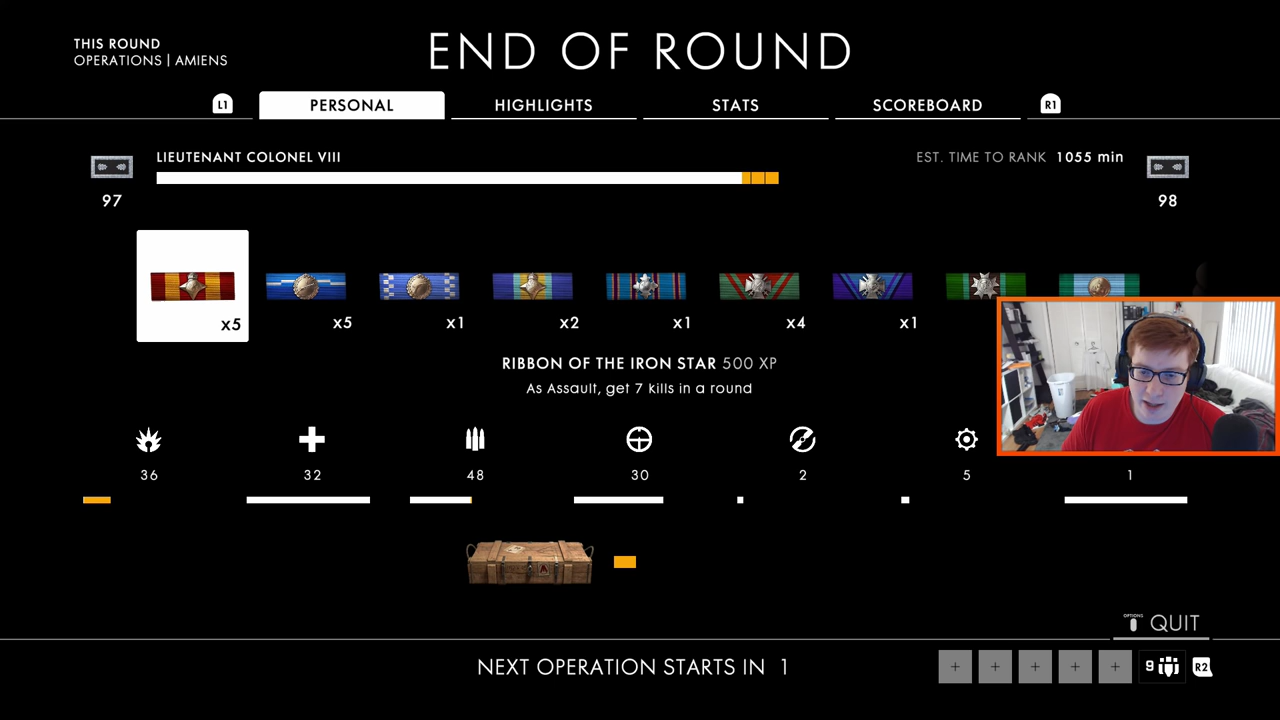 THIS ROUND
OPERATIONS | AMIENS
END OF ROUND
L1 PERSONAL HIGHLIGHTS STATS SCOREBOARD R1
LIEUTENANT COLONEL VIII
EST. TIME TO RANK 1055 min
97 98
x5 x5 x1 x2 x1 x4 x1
RIBBON OF THE IRON STAR 500 XP
As Assault, get 7 kills in a round
36 32 48 30 2 5 1
OPTIONS QUIT
NEXT OPERATION STARTS IN 1
+ + + + + 9 R2